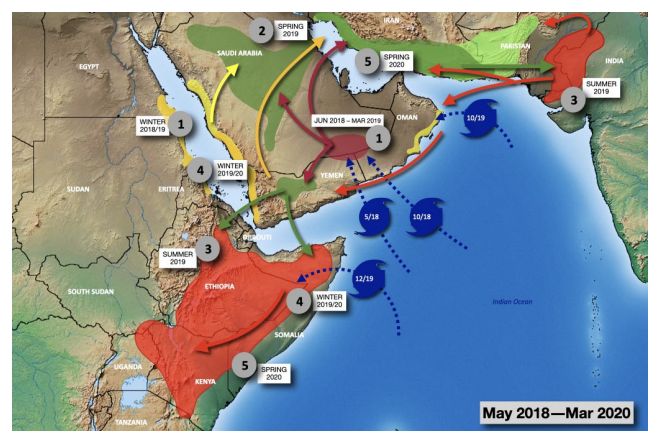 IRAN
2
SPRING
2019
SAUDI ARABIA
EGYPT
5
SPRING
2020
PAKISTAN
INDIA
SUMMER
2019
3
WINTER
2018/19
1
JUN 2018 – MAR 2019
1
OMAN
10/19
4
WINTER
2019/20
YEMEN
SUDAN
ERITREA
5/18
10/18
DJIBOUTI
SUMMER
2019
3
12/19
ETHIOPIA
4
WINTER
2019/20
SOUTH SUDAN
Indian Ocean
SOMALIA
UGANDA
5
SPRING
2020
KENYA
TANZANIA
May 2018—Mar 2020